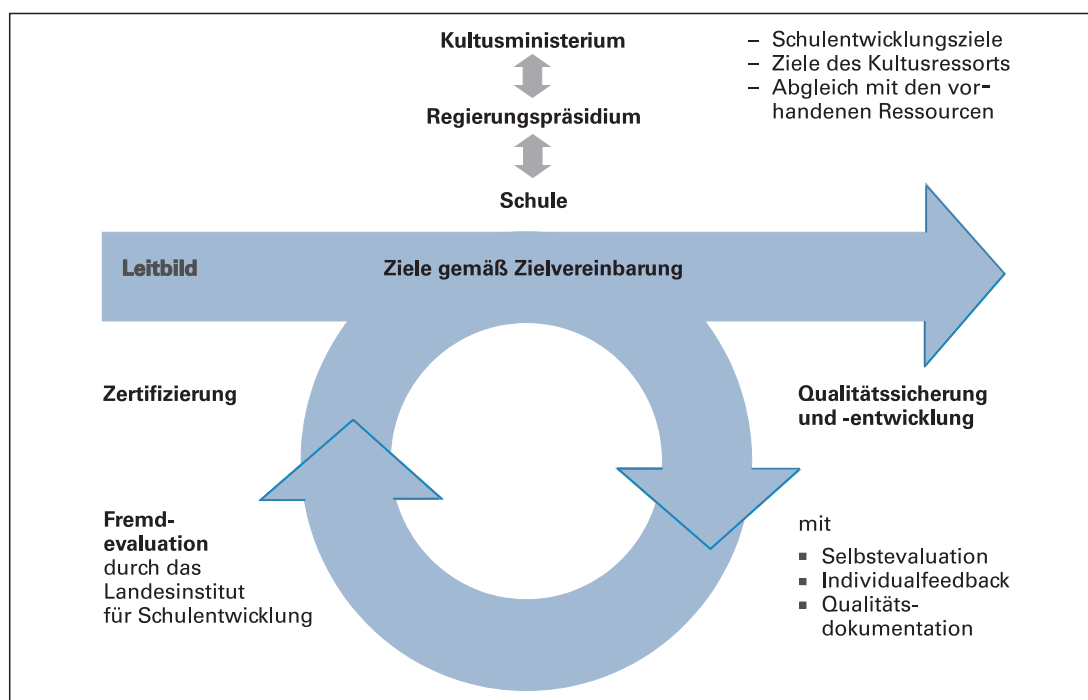 Kultusministerium
Regierungspräsidium
Schule
– Schulentwicklungsziele
– Ziele des Kultusressorts
– Abgleich mit den vor-
handenen Ressourcen
Leitbild
Ziele gemäß Zielvereinbarung
Zertifizierung
Qualitätssicherung
und -entwicklung
Fremd-
evaluation
durch das
Landesinstitut
für Schulentwicklung
mit
▪ Selbstevaluation
▪ Individualfeedback
▪ Qualitäts-
dokumentation